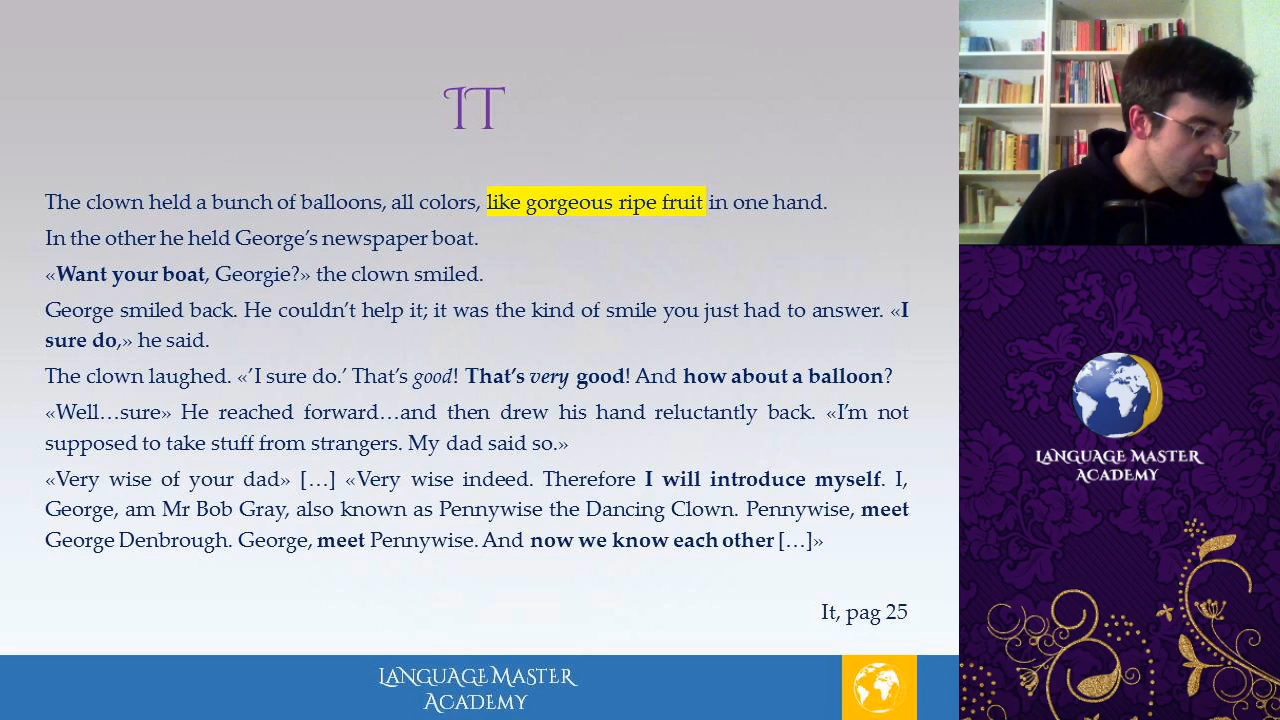 IT
The clown held a bunch of balloons, all colors, like gorgeous ripe fruit in one hand.
In the other he held George's newspaper boat.
«Want your boat, Georgie?» the clown smiled.
George smiled back. He couldn't help it; it was the kind of smile you just had to answer. «I
sure do,» he said.
The clown laughed. «'I sure do.' That's good! That's very good! And how about a balloon?
«Well…sure» He reached forward…and then drew his hand reluctantly back. «I'm not
supposed to take stuff from strangers. My dad said so.»
«Very wise of your dad» […] «Very wize indeed. Therefore I will introduce myself. I,
George, am Mr Bob Gray, also known as Pennywise the Dancing Clown. Pennywise, meet
George Denbrough. George, meet Pennywise. And now we know each other […]»
It, pag 25
LANGUAGE MASTER
ACADEMY
LANGUAGE MASTER
ACADEMY